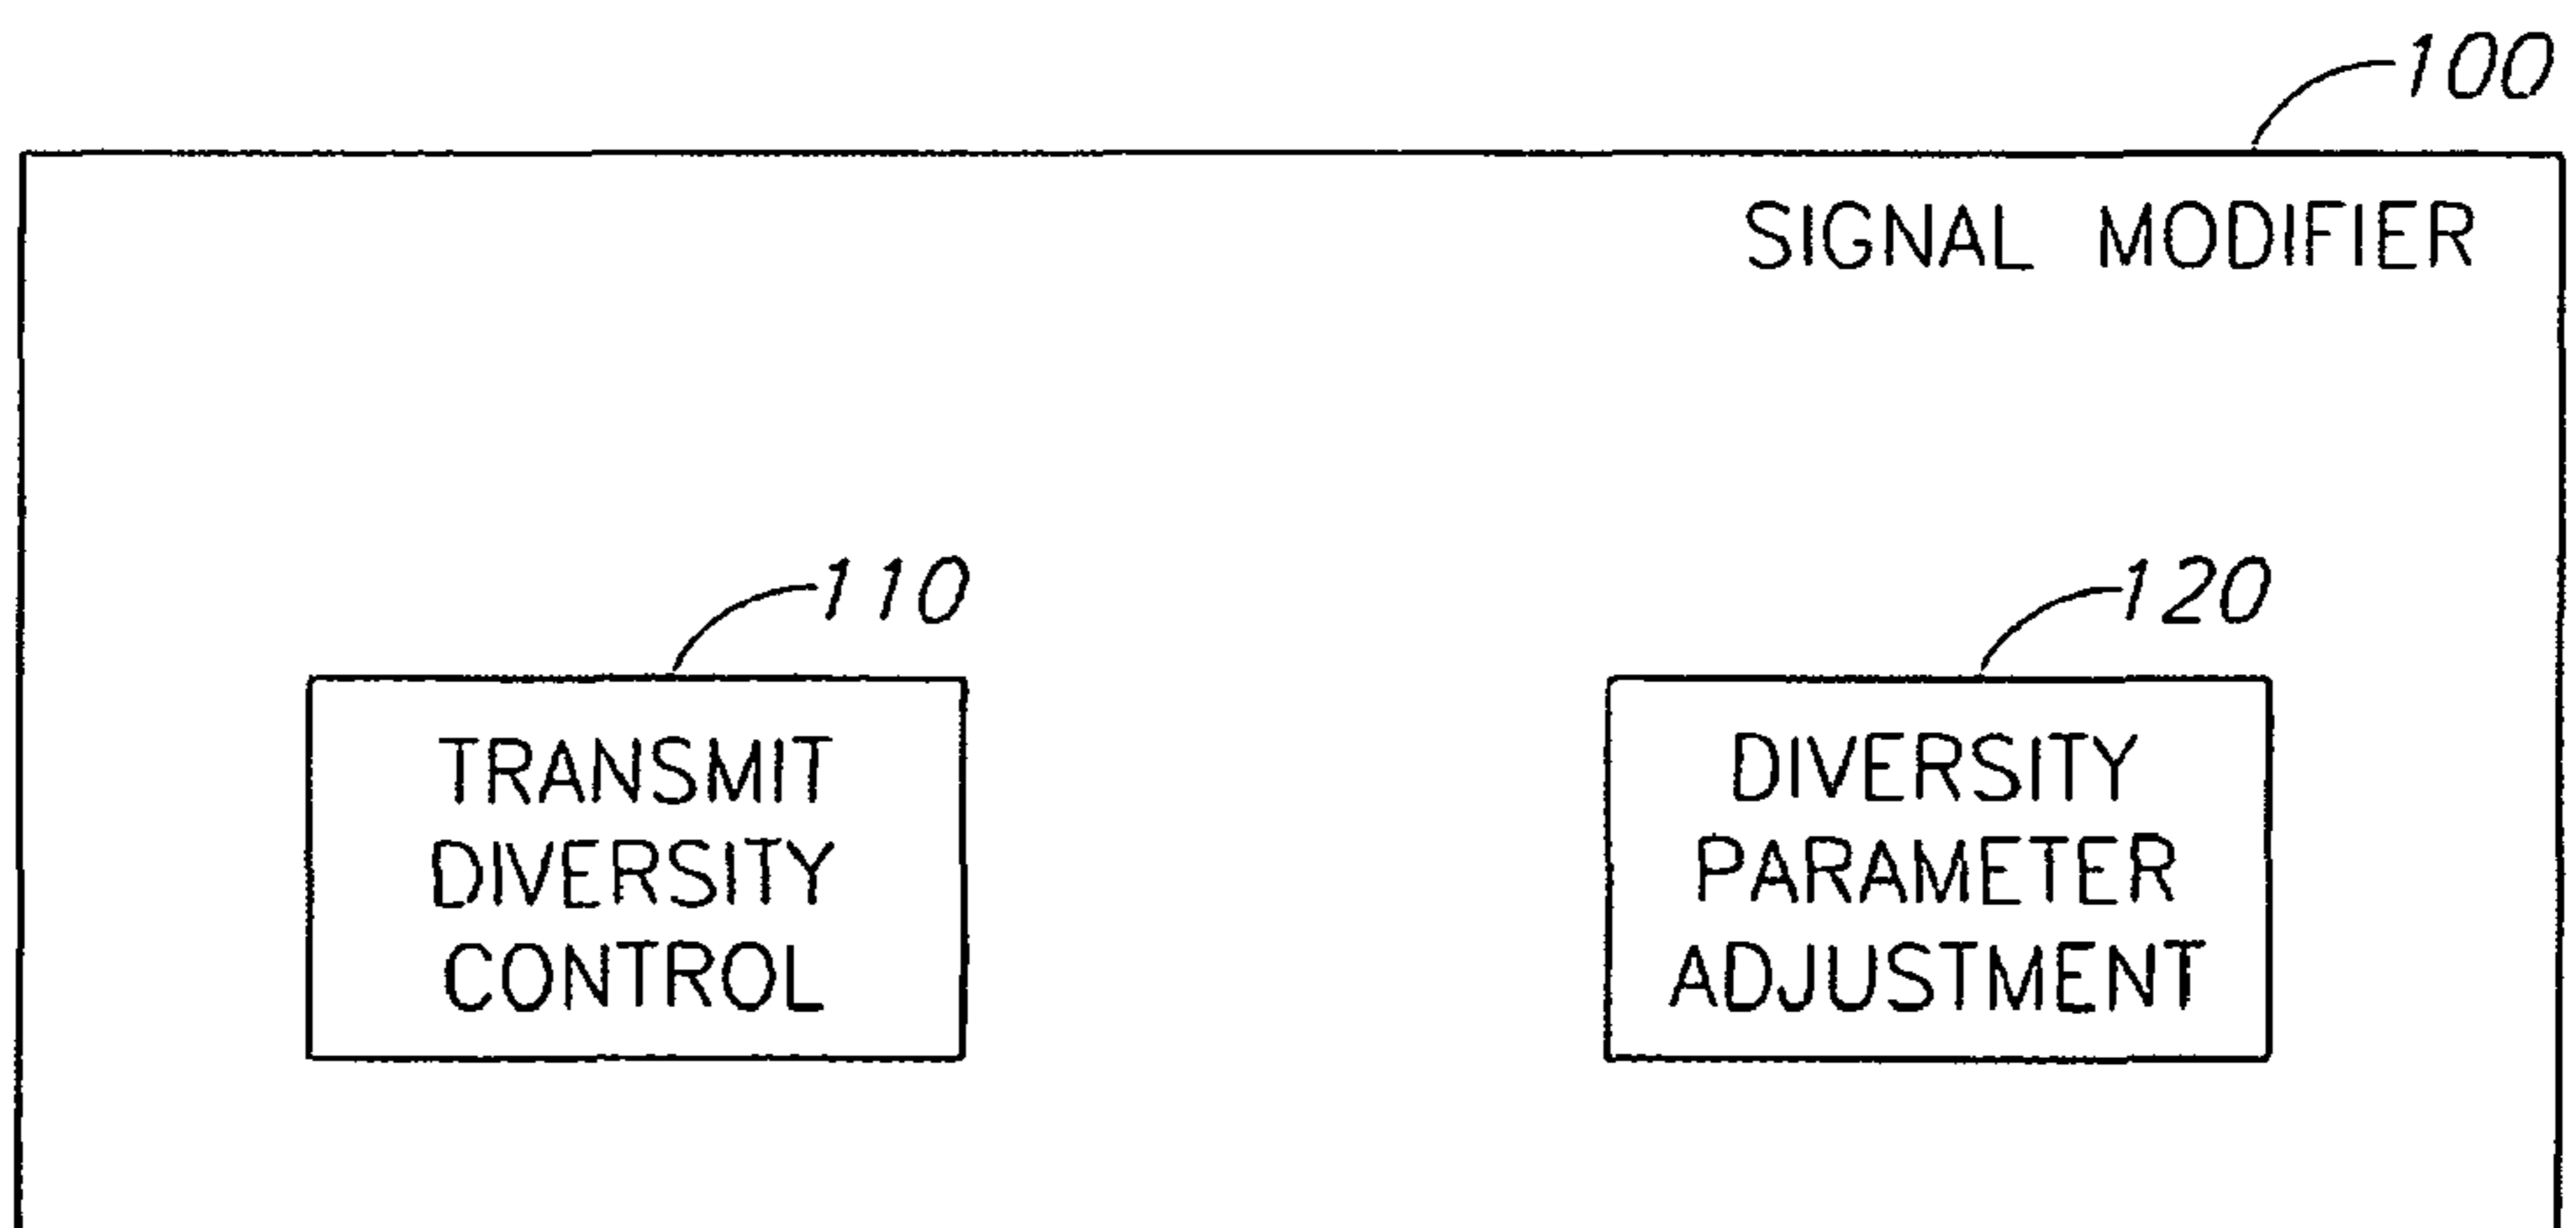 100
SIGNAL MODIFIER
110
120
TRANSMIT
DIVERSITY
CONTROL
DIVERSITY
PARAMETER
ADJUSTMENT